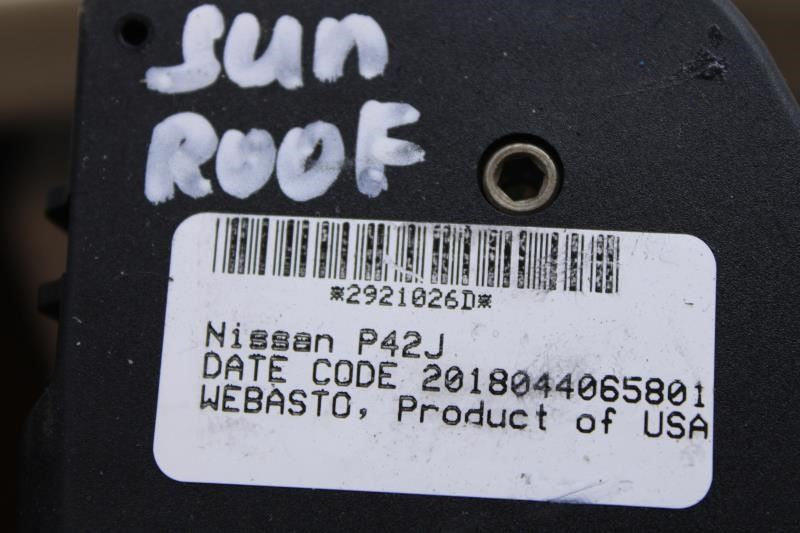 sun
ROOF
*2921026D*
Nissan P42J
DATE CODE 2018044065801
WEBASTO, Product of USA